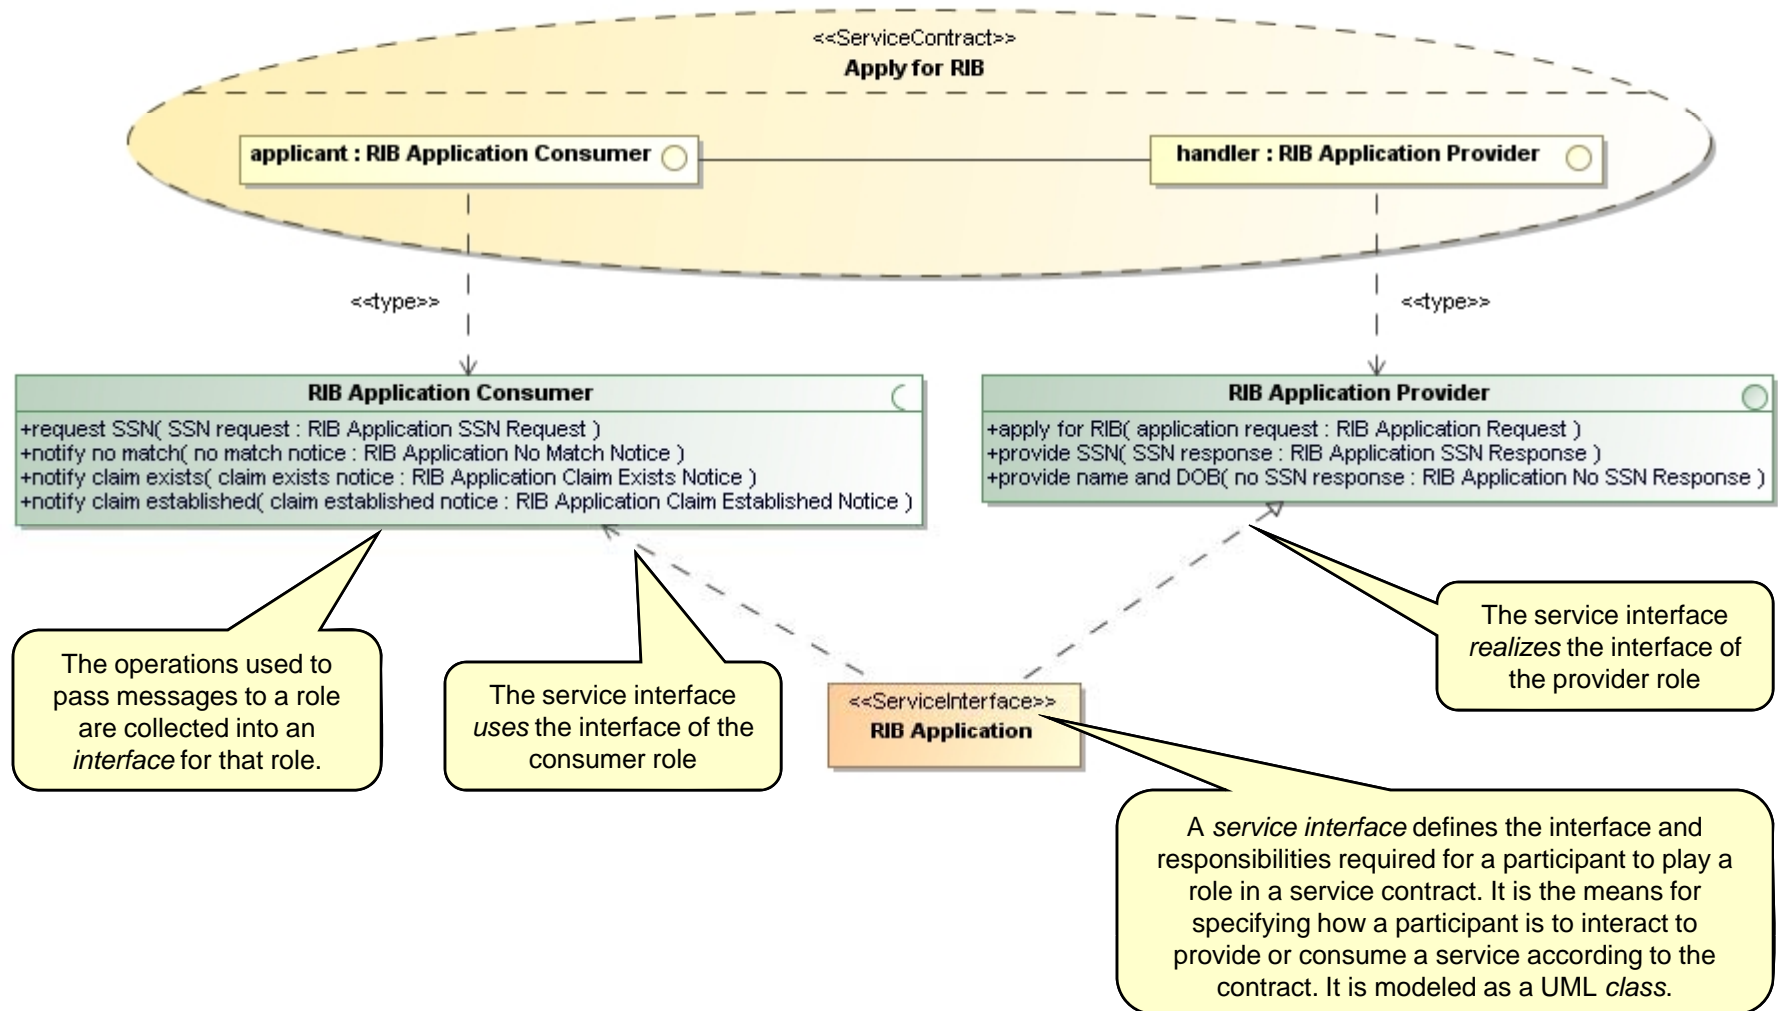 <<ServiceContract>>
Apply for RIB
applicant : RIB Application Consumer
handler : RIB Application Provider
<<type>>
<<type>>
RIB Application Consumer
+request SSN( SSN request : RIB Application SSN Request )
+notify no match( no match notice : RIB Application No Match Notice )
+notify claim exists( claim exists notice : RIB Application Claim Exists Notice )
+notify claim established( claim established notice : RIB Application Claim Established Notice )
RIB Application Provider
+apply for RIB( application request : RIB Application Request )
+provide SSN( SSN response : RIB Application SSN Response )
+provide name and DOB( no SSN response : RIB Application No SSN Response )
The operations used to
pass messages to a role
are collected into an
interface for that role.
The service interface
uses the interface of the
consumer role
<<ServiceInterface>>
RIB Application
The service interface
realizes the interface of
the provider role
A service interface defines the interface and
responsibilities required for a participant to play a
role in a service contract. It is the means for
specifying how a participant is to interact to
provide or consume a service according to the
contract. It is modeled as a UML class.